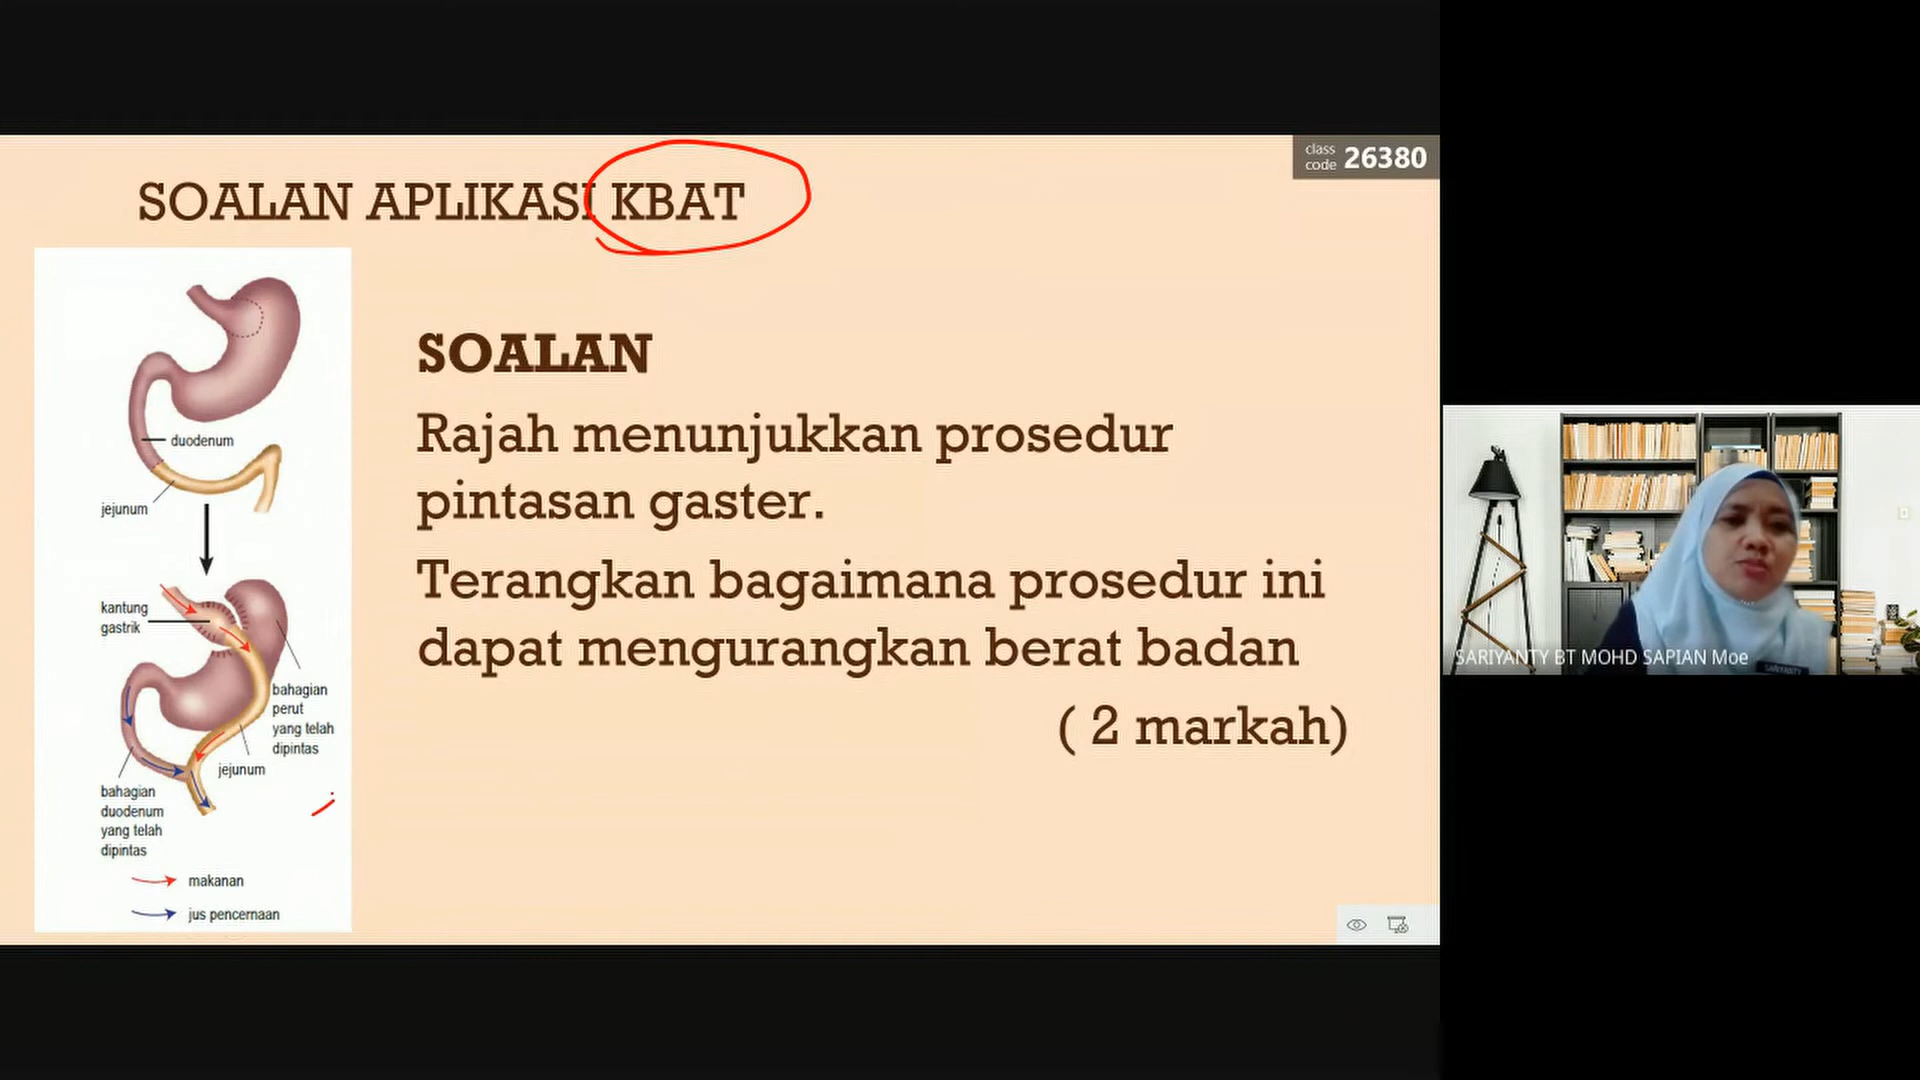 class
code 26380
SOALAN APLIKASI KBAT
SOALAN
Rajah menunjukkan prosedur
pintasan gaster.
Terangkan bagaimana prosedur ini
dapat mengurangkan berat badan
( 2 markah)
duodenum
jejunum
kantung
gastrik
bahagian
perut
yang telah
dipintas
jejunum
bahagian
duodenum
yang telah
dipintas
makanan
jus pencernaan
SARIYANTY BT MOHD SAPIAN Moe